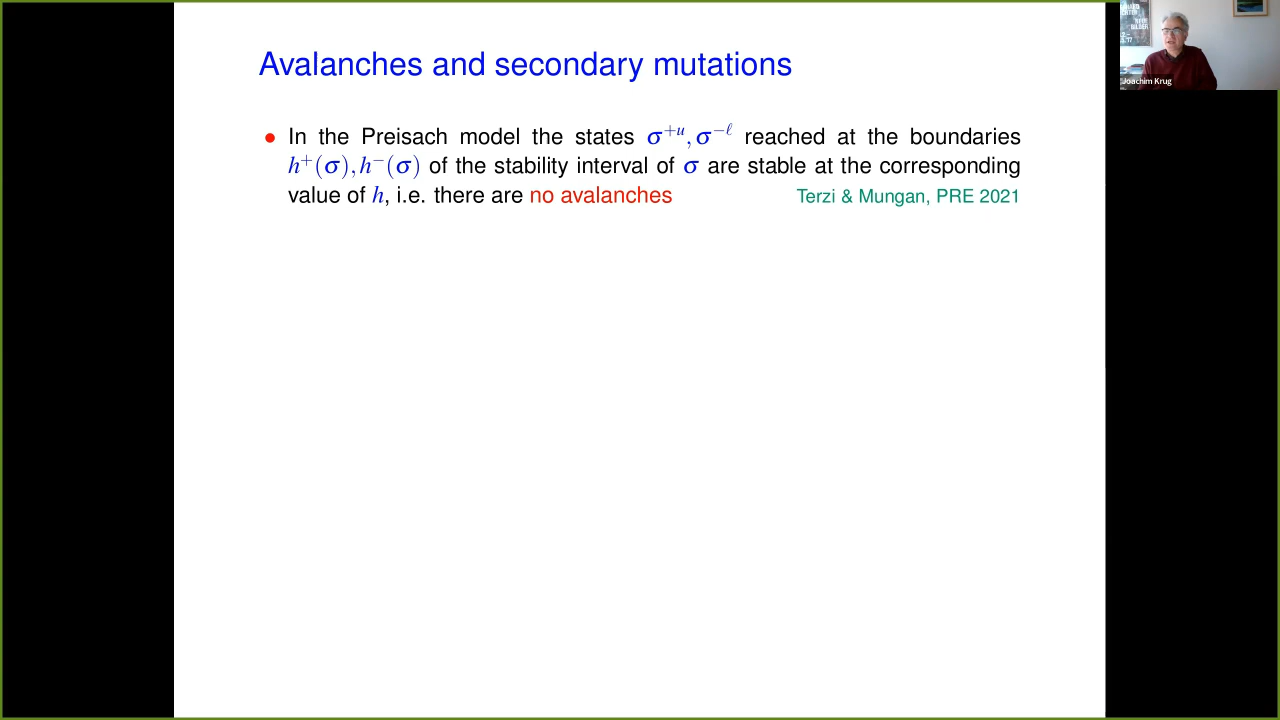 Avalanches and secondary mutations
• In the Preisach model the states σ⁺ᵘ, σ⁻ˡ reached at the boundaries
h⁺(σ), h⁻(σ) of the stability interval of σ are stable at the corresponding
value of h, i.e. there are no avalanches Terzi & Mungan, PRE 2021
Joachim Krug